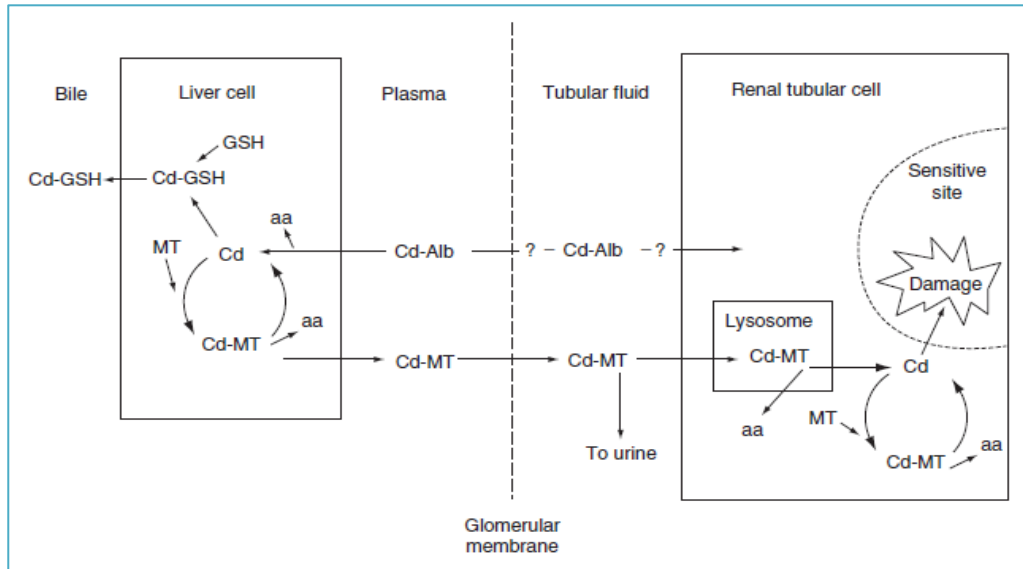 Bile
Liver cell
Plasma
Tubular fluid
Renal tubular cell
GSH
Cd-GSH
Cd-GSH
aa
MT
Cd
Cd-MT
aa
Cd-Alb
? – Cd-Alb –?
Cd-MT
Cd-MT
To urine
Glomerular
membrane
Sensitive
site
Damage
Lysosome
Cd-MT
aa
Cd
MT
Cd-MT
aa